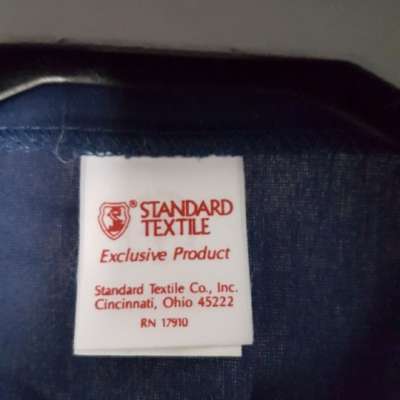 ® STANDARD
TEXTILE
Exclusive Product
Standard Textile Co., Inc.
Cincinnati, Ohio 45222
RN 17910